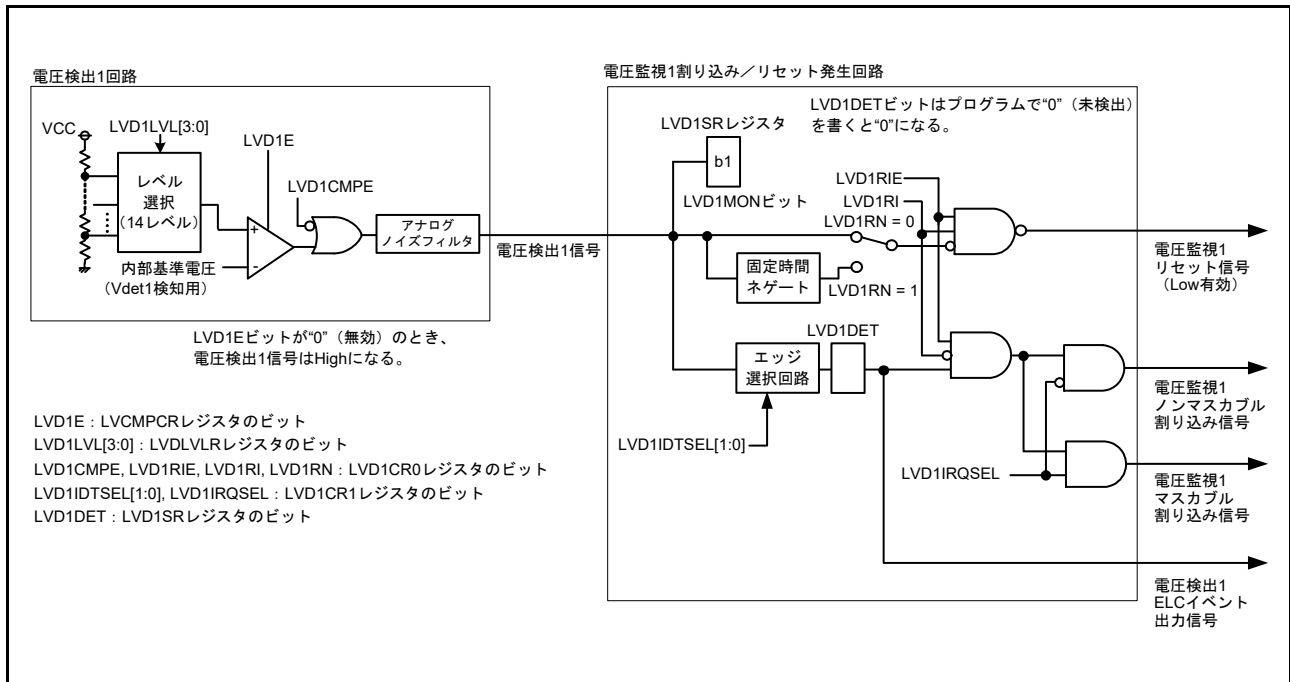 電圧検出1回路
VCC
LVD1LVL[3:0]
レベル
選択
(14レベル)
LVD1E
LVD1CMPE
+
-
内部基準電圧
(Vdet1検知用)
アナログ
ノイズフィルタ
電圧検出1信号
LVD1Eビットが“0”（無効）のとき、
電圧検出1信号はHighになる。
電圧監視1割り込み／リセット発生回路
LVD1DETビットはプログラムで“0”（未検出）
を書くと“0”になる。
LVD1SRレジスタ
b1
LVD1MONビット
LVD1RIE
LVD1RI
LVD1RN = 0
固定時間
ネゲート
LVD1RN = 1
LVD1DET
エッジ
選択回路
LVD1IDTSEL[1:0]
LVD1IRQSEL
電圧監視1
リセット信号
（Low有効）
電圧監視1
ノンマスカブル
割り込み信号
電圧監視1
マスカブル
割り込み信号
電圧検出1
ELCイベント
出力信号
LVD1E：LVCMPCRレジスタのビット
LVD1LVL[3:0]：LVDLVLRレジスタのビット
LVD1CMPE, LVD1RIE, LVD1RI, LVD1RN：LVD1CR0レジスタのビット
LVD1IDTSEL[1:0], LVD1IRQSEL：LVD1CR1レジスタのビット
LVD1DET：LVD1SRレジスタのビット